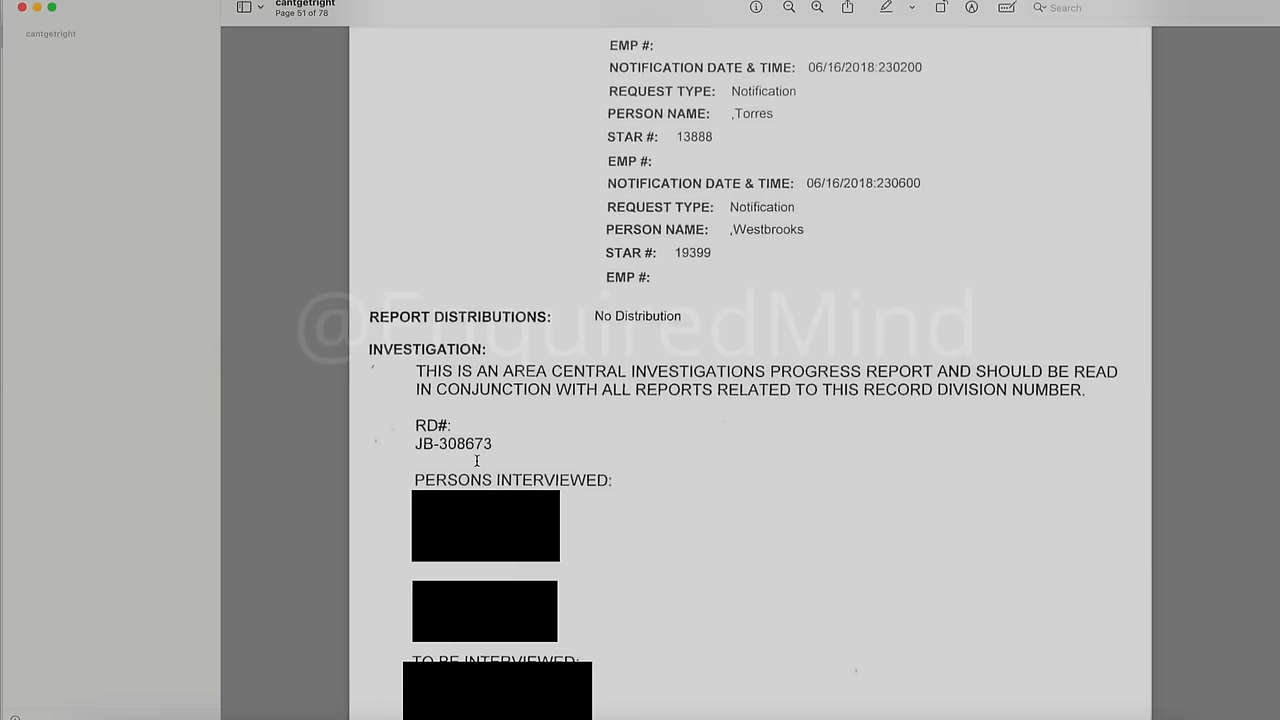 cantgetright
Page 51 of 78
Search
cantgetright
EMP #:
NOTIFICATION DATE & TIME: 06/16/2018:230200
REQUEST TYPE: Notification
PERSON NAME: ,Torres
STAR #: 13888
EMP #:
NOTIFICATION DATE & TIME: 06/16/2018:230600
REQUEST TYPE: Notification
PERSON NAME: ,Westbrooks
STAR #: 19399
EMP #:
@EnquiredMind
REPORT DISTRIBUTIONS: No Distribution
INVESTIGATION:
THIS IS AN AREA CENTRAL INVESTIGATIONS PROGRESS REPORT AND SHOULD BE READ
IN CONJUNCTION WITH ALL REPORTS RELATED TO THIS RECORD DIVISION NUMBER.
RD#:
JB-308673
PERSONS INTERVIEWED:
TO BE INTERVIEWED: